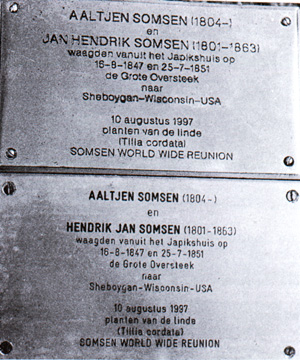 AALTJEN SOMSEN (1804-)
en
JAN HENDRIK SOMSEN (1801-1863)
waagden vanuit het Japikshuis op
16-8-1847 en 25-7-1851
de Grote Oversteek
naar
Sheboygan-Wisconsin-USA
10 augustus 1997
planten van de linde
(Tilia cordata)
SOMSEN WORLD WIDE REUNION
AALTJEN SOMSEN (1804-)
en
HENDRIK JAN SOMSEN (1801-1863)
waagden vanuit het Japikshuis op
16-8-1847 en 25-7-1851
de Grote Oversteek
naar
Sheboygan-Wisconsin-USA
10 augustus 1997
planten van de linde
(Tilia cordata)
SOMSEN WORLD WIDE REUNION